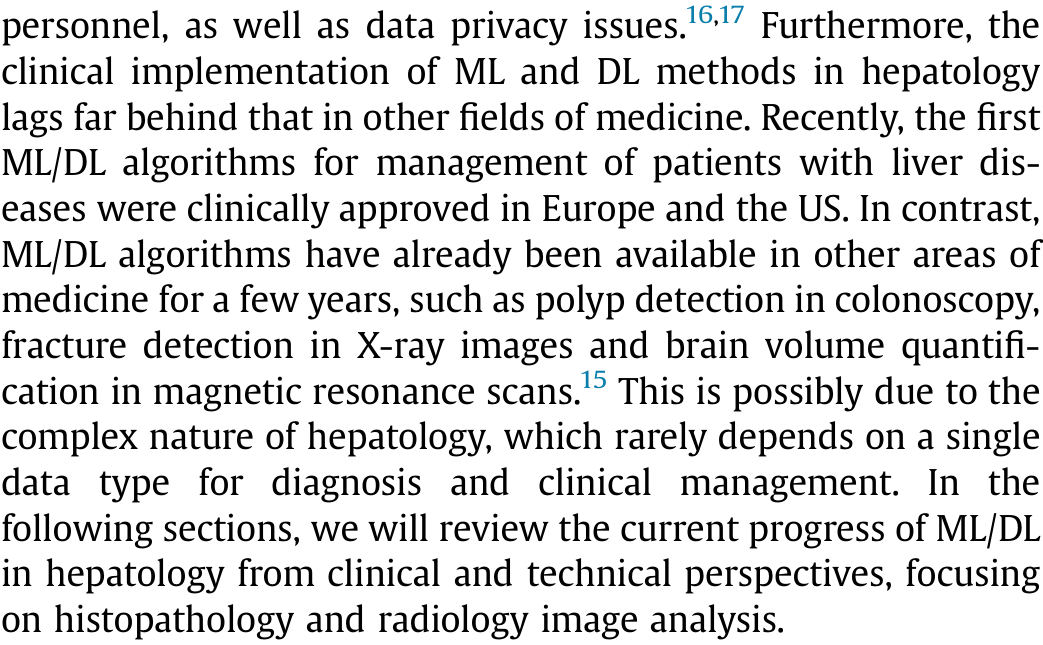 personnel, as well as data privacy issues.16,17 Furthermore, the
clinical implementation of ML and DL methods in hepatology
lags far behind that in other fields of medicine. Recently, the first
ML/DL algorithms for management of patients with liver dis-
eases were clinically approved in Europe and the US. In contrast,
ML/DL algorithms have already been available in other areas of
medicine for a few years, such as polyp detection in colonoscopy,
fracture detection in X-ray images and brain volume quantifi-
cation in magnetic resonance scans.15 This is possibly due to the
complex nature of hepatology, which rarely depends on a single
data type for diagnosis and clinical management. In the
following sections, we will review the current progress of ML/DL
in hepatology from clinical and technical perspectives, focusing
on histopathology and radiology image analysis.